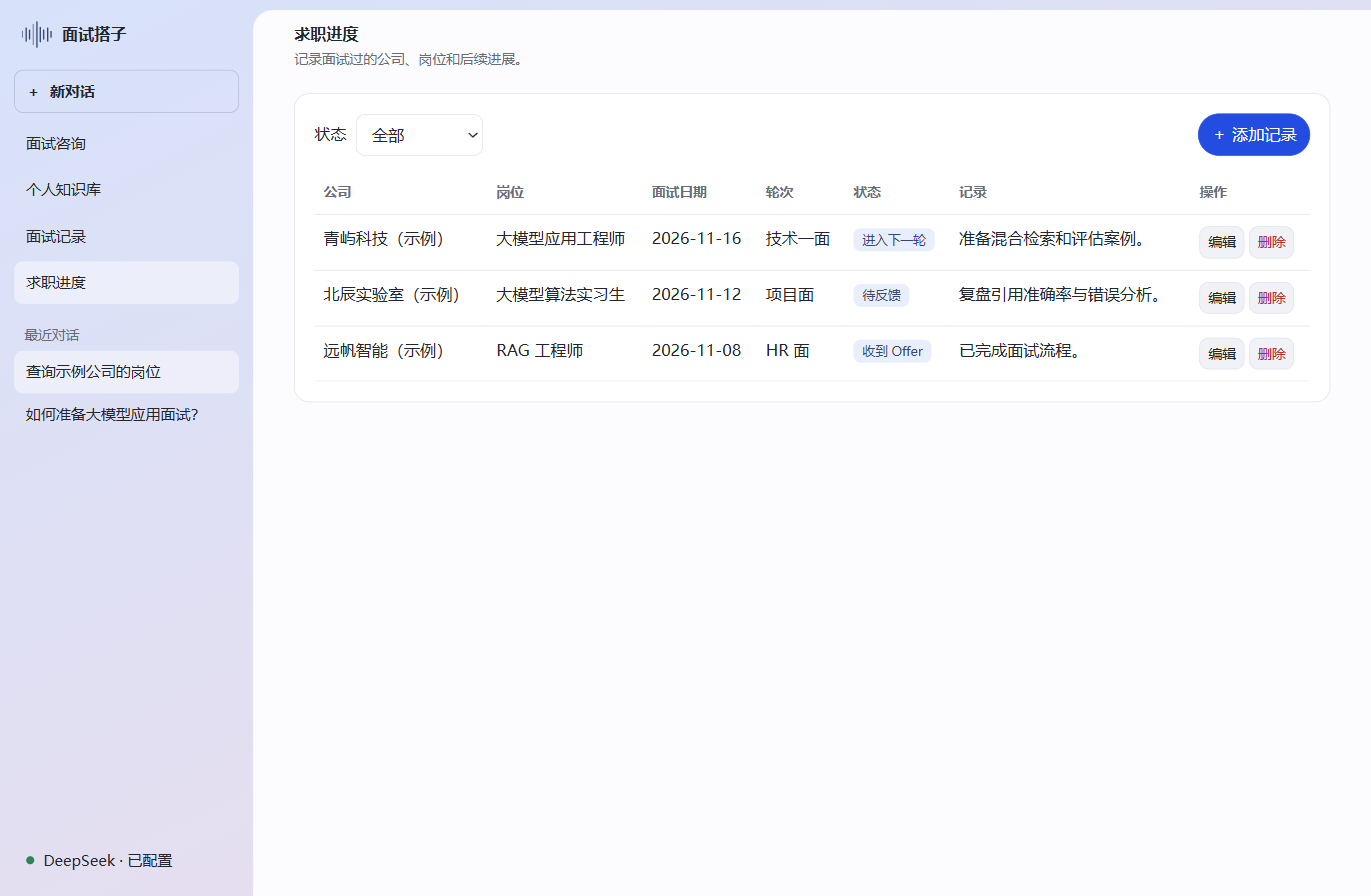 面试搭子
+ 新对话
面试咨询
个人知识库
面试记录
求职进度
最近对话
查询示例公司的岗位
如何准备大模型应用面试?
DeepSeek · 已配置
求职进度
记录面试过的公司、岗位和后续进展。
状态 全部 + 添加记录
公司 岗位 面试日期 轮次 状态 记录 操作
青屿科技（示例） 大模型应用工程师 2026-11-16 技术一面 进入下一轮 准备混合检索和评估案例。 编辑 删除
北辰实验室（示例） 大模型算法实习生 2026-11-12 项目面 待反馈 复盘引用准确率与错误分析。 编辑 删除
远帆智能（示例） RAG 工程师 2026-11-08 HR 面 收到 Offer 已完成面试流程。 编辑 删除